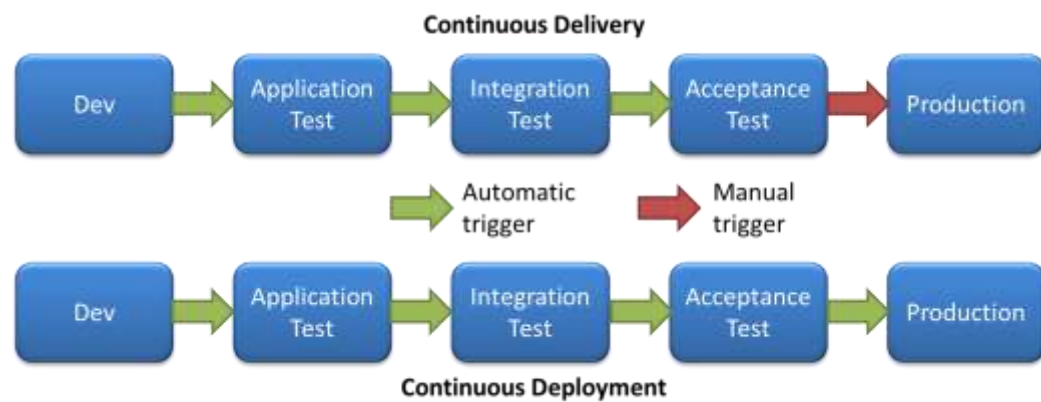 Continuous Delivery
Dev
Application
Test
Integration
Test
Acceptance
Test
Production
Automatic
trigger
Manual
trigger
Dev
Application
Test
Integration
Test
Acceptance
Test
Production
Continuous Deployment